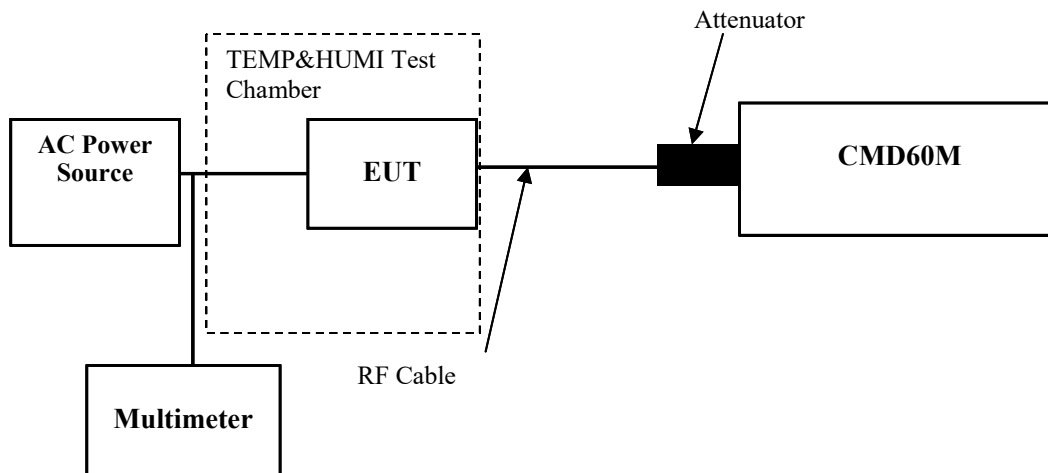 Attenuator
TEMP&HUMI Test
Chamber
AC Power
Source
EUT
CMD60M
RF Cable
Multimeter